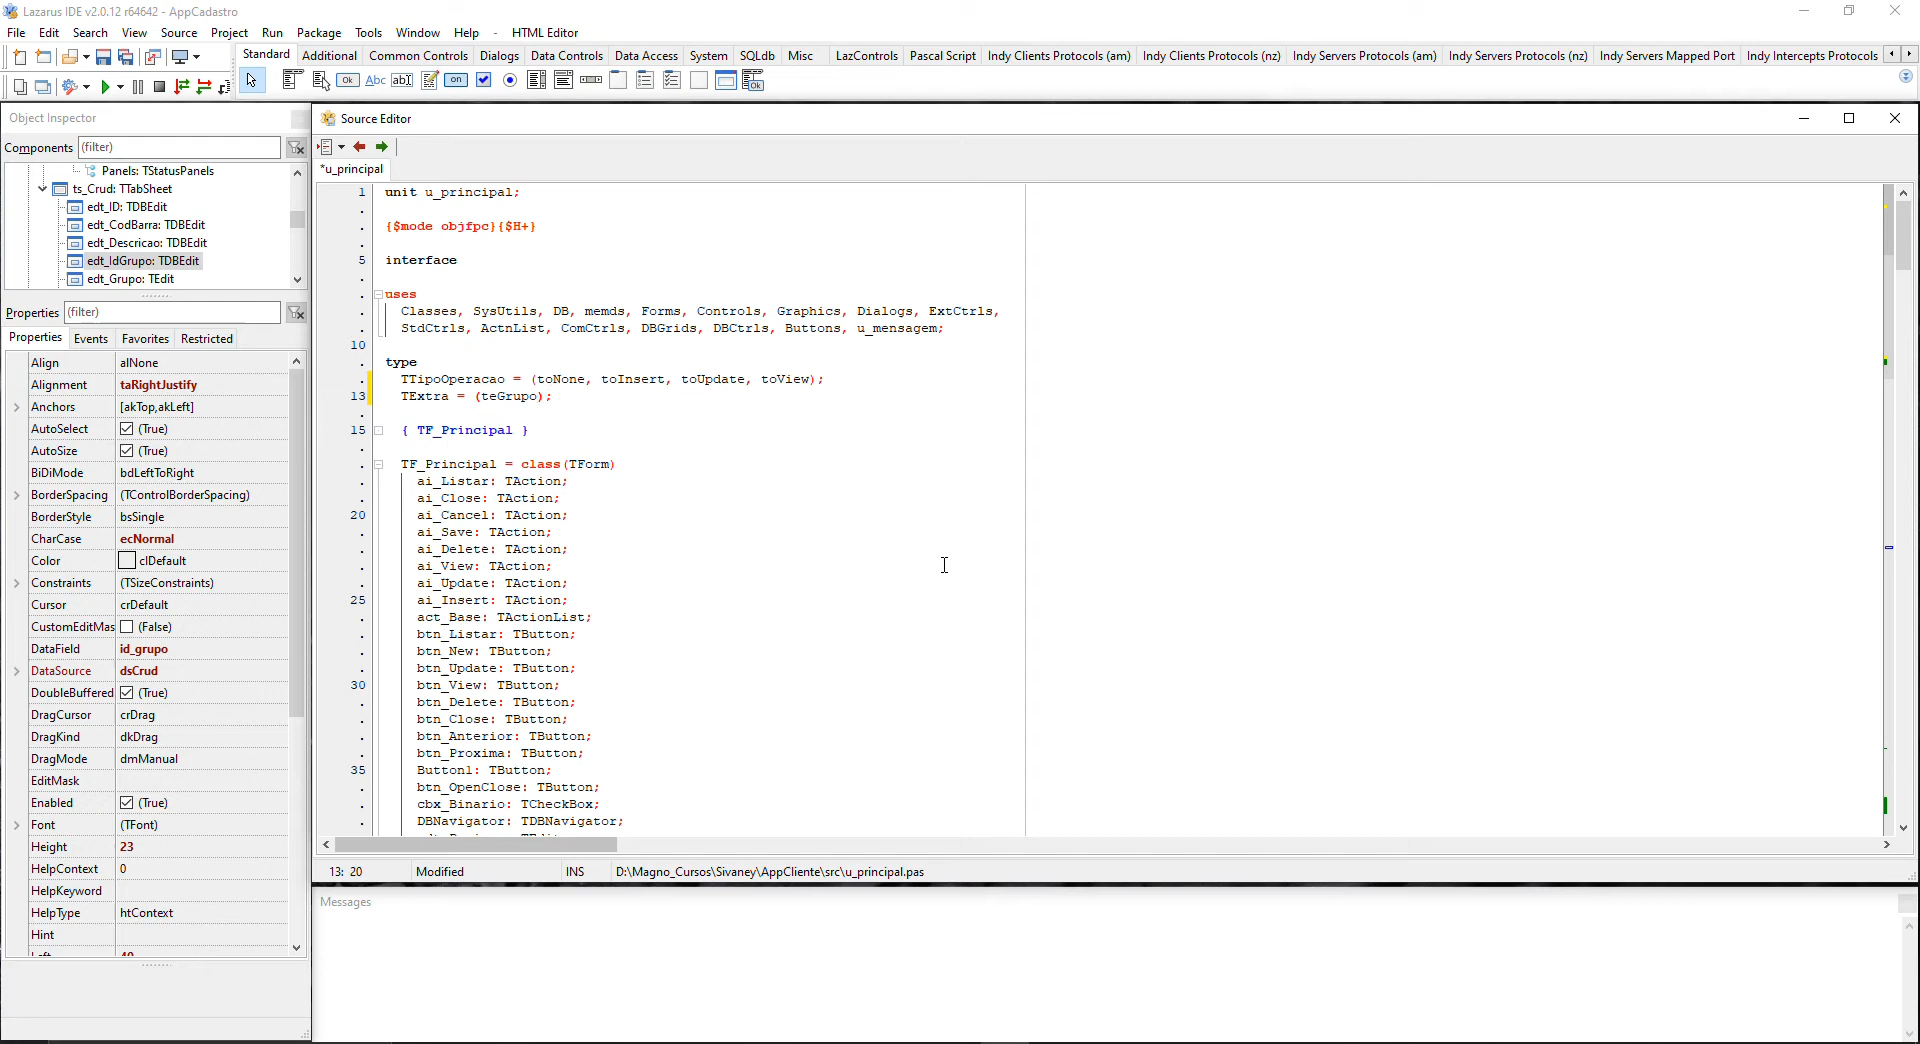 Lazarus IDE v2.0.12 r64642 - AppCadastro
File Edit Search View Source Project Run Package Tools Window Help - HTML Editor
Standard Additional Common Controls Dialogs Data Controls Data Access System SQLdb Misc LazControls Pascal Script Indy Clients Protocols (am) Indy Clients Protocols (nz) Indy Servers Protocols (am) Indy Servers Protocols (nz) Indy Servers Mapped Port Indy Intercepts Protocols
Ok Abc abI on Ok
Object Inspector
Components (filter)
Panels: TStatusPanels
ts_Crud: TTabSheet
edt_ID: TDBEdit
edt_CodBarra: TDBEdit
edt_Descricao: TDBEdit
edt_IdGrupo: TDBEdit
edt_Grupo: TEdit
Properties (filter)
Properties Events Favorites Restricted
Align alNone
Alignment taRightJustify
Anchors [akTop,akLeft]
AutoSelect (True)
AutoSize (True)
BiDiMode bdLeftToRight
BorderSpacing (TControlBorderSpacing)
BorderStyle bsSingle
CharCase ecNormal
Color clDefault
Constraints (TSizeConstraints)
Cursor crDefault
CustomEditMas (False)
DataField id_grupo
DataSource dsCrud
DoubleBuffered (True)
DragCursor crDrag
DragKind dkDrag
DragMode dmManual
EditMask
Enabled (True)
Font (TFont)
Height 23
HelpContext 0
HelpKeyword
HelpType htContext
Hint
Left 40
Source Editor
*u_principal
1 unit u_principal;
{$mode objfpc}{$H+}
5 interface
uses
Classes, SysUtils, DB, memds, Forms, Controls, Graphics, Dialogs, ExtCtrls,
StdCtrls, ActnList, ComCtrls, DBGrids, DBCtrls, Buttons, u_mensagem;
10
type
TTipoOperacao = (toNone, toInsert, toUpdate, toView);
13 TExtra = (teGrupo);
15 { TF_Principal }
TF_Principal = class(TForm)
ai_Listar: TAction;
ai_Close: TAction;
20 ai_Cancel: TAction;
ai_Save: TAction;
ai_Delete: TAction;
ai_View: TAction;
ai_Update: TAction;
25 ai_Insert: TAction;
act_Base: TActionList;
btn_Listar: TButton;
btn_New: TButton;
btn_Update: TButton;
30 btn_View: TButton;
btn_Delete: TButton;
btn_Close: TButton;
btn_Anterior: TButton;
btn_Proxima: TButton;
35 Button1: TButton;
btn_OpenClose: TButton;
cbx_Binario: TCheckBox;
DBNavigator: TDBNavigator;
13: 20 Modified INS D:\Magno_Cursos\Sivaney\AppCliente\src\u_principal.pas
Messages